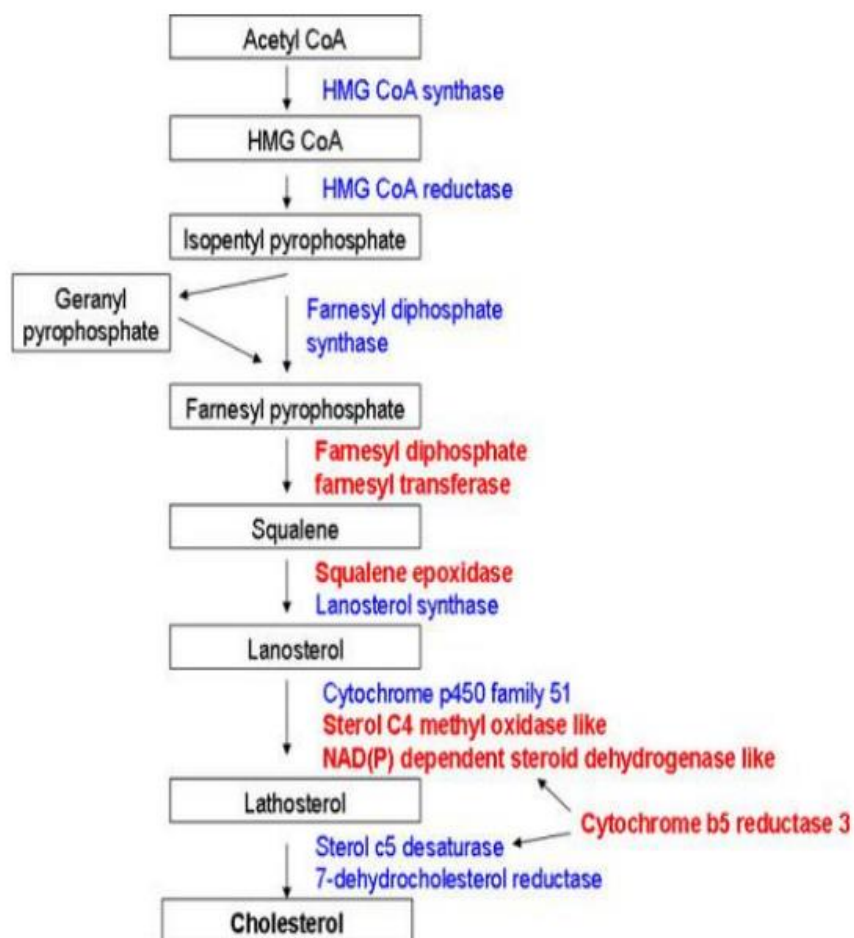 Acetyl CoA
HMG CoA synthase
HMG CoA
HMG CoA reductase
Isopentyl pyrophosphate
Geranyl
pyrophosphate
Farnesyl diphosphate
synthase
Farnesyl pyrophosphate
Farnesyl diphosphate
farnesyl transferase
Squalene
Squalene epoxidase
Lanosterol synthase
Lanosterol
Cytochrome p450 family 51
Sterol C4 methyl oxidase like
NAD(P) dependent steroid dehydrogenase like
Lathosterol
Cytochrome b5 reductase 3
Sterol c5 desaturase
7-dehydrocholesterol reductase
Cholesterol